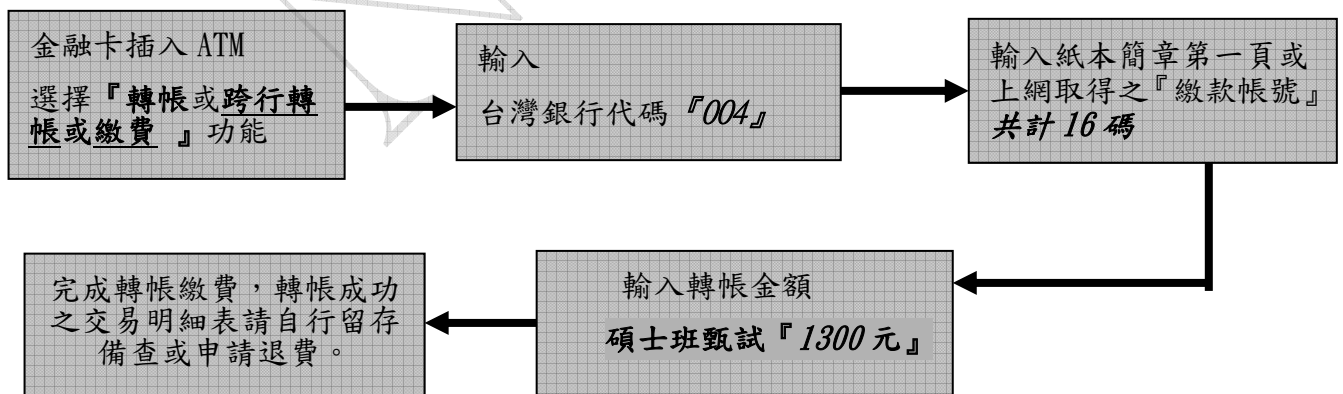 金融卡插入 ATM
選擇『轉帳或跨行轉
帳或繳費 』功能
輸入
台灣銀行代碼『004』
輸入紙本簡章第一頁或
上網取得之『繳款帳號』
共計 16 碼
輸入轉帳金額
碩士班甄試『1300 元』
完成轉帳繳費，轉帳成功
之交易明細表請自行留存
備查或申請退費。